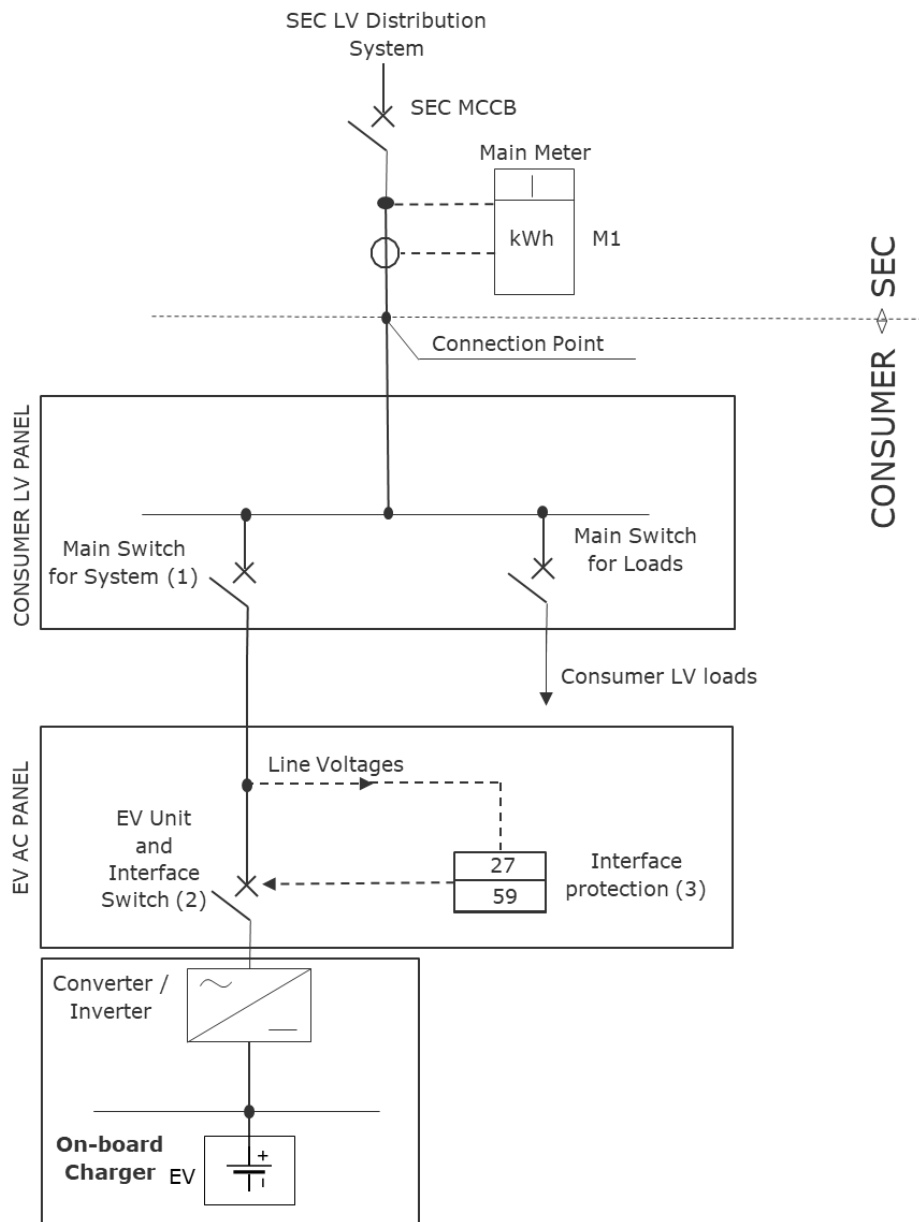 SEC LV Distribution
System
SEC MCCB
Main Meter
kWh
M1
SEC
CONSUMER
Connection Point
CONSUMER LV PANEL
Main Switch
for System (1)
Main Switch
for Loads
Consumer LV loads
EV AC PANEL
Line Voltages
EV Unit
and
Interface
Switch (2)
27
59
Interface
protection (3)
Converter /
Inverter
On-board
Charger
EV
+